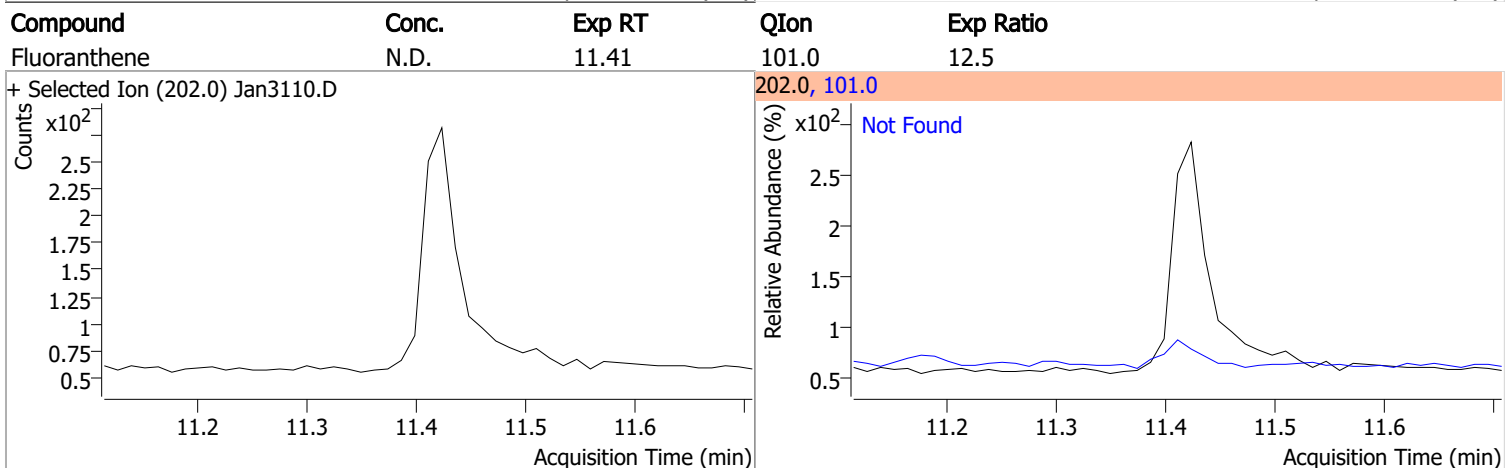 Compound Conc. Exp RT QIon Exp Ratio
Fluoranthene N.D. 11.41 101.0 12.5
+ Selected Ion (202.0) Jan3110.D
Counts
x10²
2.5
2.25
2
1.75
1.5
1.25
1
0.75
0.5
11.2 11.3 11.4 11.5 11.6
Acquisition Time (min)
202.0, 101.0
Relative Abundance (%)
x10²
Not Found
2.5
2
1.5
1
0.5
11.2 11.3 11.4 11.5 11.6
Acquisition Time (min)